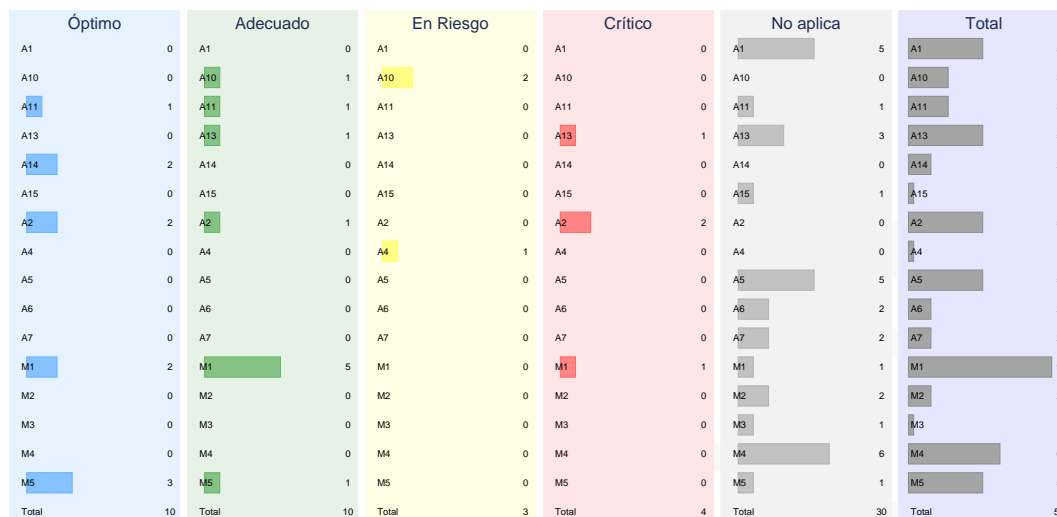 Óptimo Adecuado En Riesgo Crítico No aplica Total
A1 0 A1 0 A1 0 A1 0 A1 5 A1
A10 0 A10 1 A10 2 A10 0 A10 0 A10
A11 1 A11 1 A11 0 A11 0 A11 1 A11
A13 0 A13 1 A13 0 A13 1 A13 3 A13
A14 2 A14 0 A14 0 A14 0 A14 0 A14
A15 0 A15 0 A15 0 A15 0 A15 1 A15
A2 2 A2 1 A2 0 A2 2 A2 0 A2
A4 0 A4 0 A4 1 A4 0 A4 0 A4
A5 0 A5 0 A5 0 A5 0 A5 5 A5
A6 0 A6 0 A6 0 A6 0 A6 2 A6
A7 0 A7 0 A7 0 A7 0 A7 2 A7
M1 2 M1 5 M1 0 M1 1 M1 1 M1
M2 0 M2 0 M2 0 M2 0 M2 2 M2
M3 0 M3 0 M3 0 M3 0 M3 1 M3
M4 0 M4 0 M4 0 M4 0 M4 6 M4
M5 3 M5 1 M5 0 M5 0 M5 1 M5
Total 10 Total 10 Total 3 Total 4 Total 30 Total 5